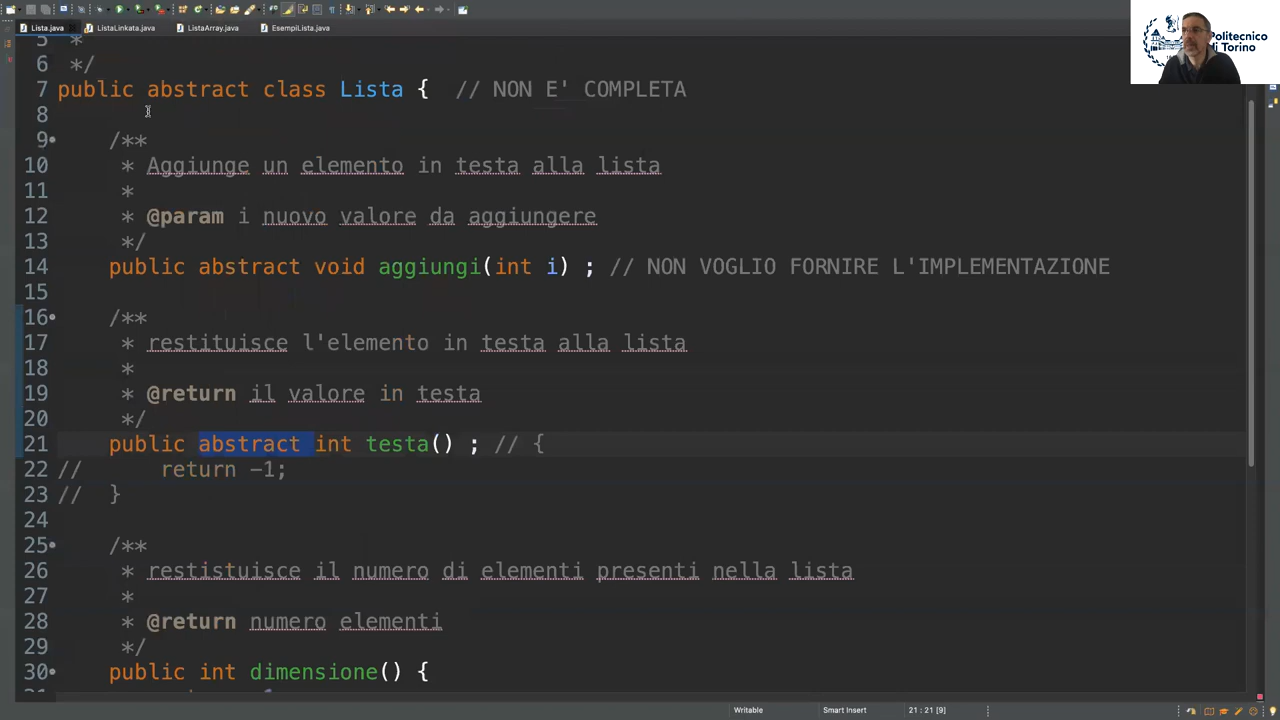 Lista.java ListaLinkata.java ListaArray.java EsempiLista.java
Politecnico
di Torino
5 *
6 */
7 public abstract class Lista { // NON E' COMPLETA
8
9 /**
10 * Aggiunge un elemento in testa alla lista
11 *
12 * @param i nuovo valore da aggiungere
13 */
14 public abstract void aggiungi(int i) ; // NON VOGLIO FORNIRE L'IMPLEMENTAZIONE
15
16 /**
17 * restituisce l'elemento in testa alla lista
18 *
19 * @return il valore in testa
20 */
21 public abstract int testa() ; // {
22 // return -1;
23 // }
24
25 /**
26 * restistuisce il numero di elementi presenti nella lista
27 *
28 * @return numero elementi
29 */
30 public int dimensione() {
Writable Smart Insert 21 : 21 [9]